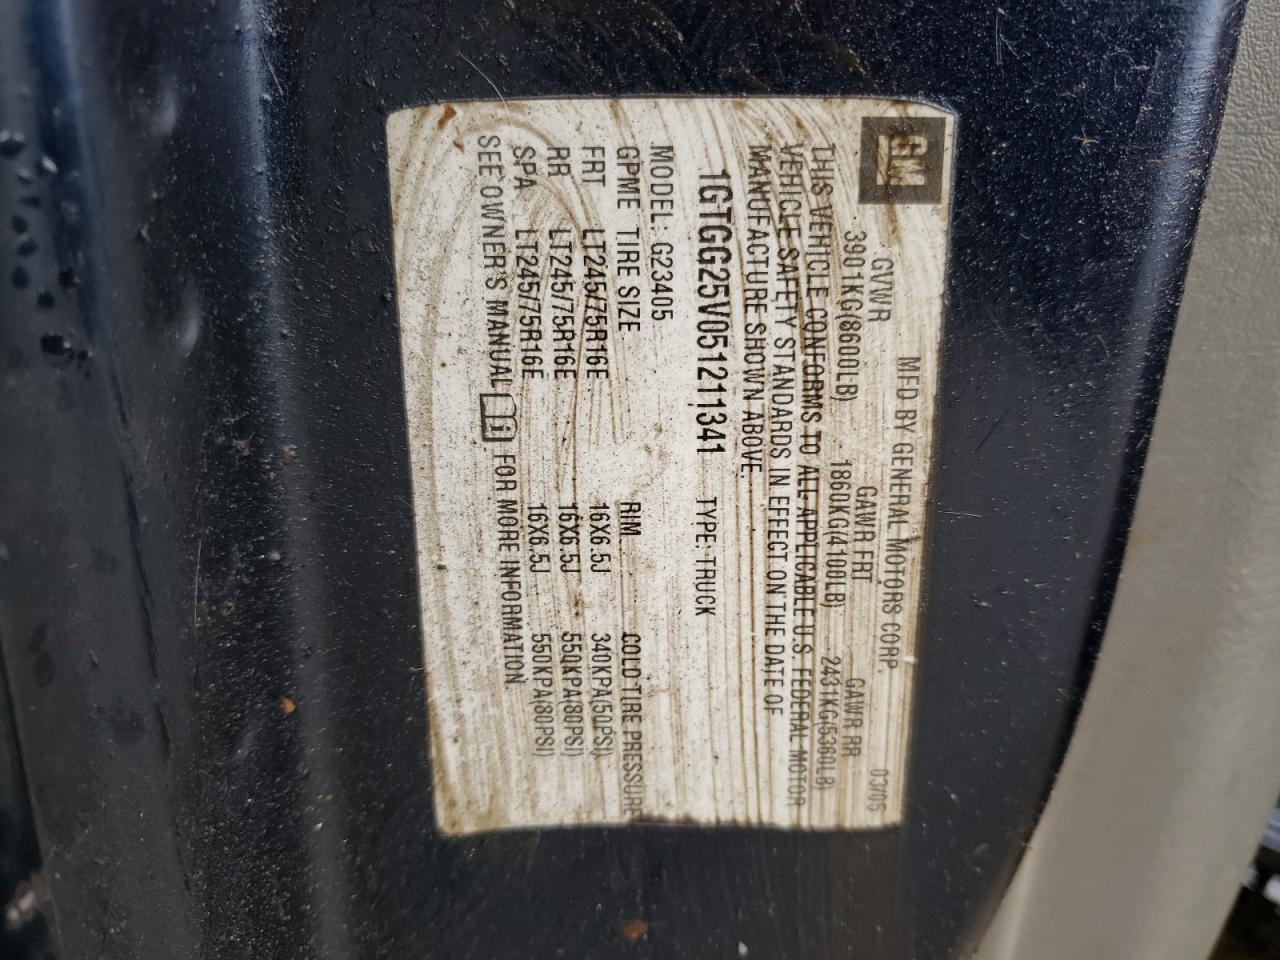 GM
MFD BY GENERAL MOTORS CORP. 03/05
GVWR GAWR FRT GAWR RR
3901KG(8600LB) 1860KG(4100LB) 2431KG(5360LB)
THIS VEHICLE CONFORMS TO ALL APPLICABLE U.S. FEDERAL MOTOR
VEHICLE SAFETY STANDARDS IN EFFECT ON THE DATE OF
MANUFACTURE SHOWN ABOVE.
1GTGG25V051211341 TYPE: TRUCK
MODEL: G23405
GPME TIRE SIZE RIM COLD TIRE PRESSURE
FRT LT245/75R16E 16X6.5J 340KPA(50PSI)
RR LT245/75R16E 16X6.5J 550KPA(80PSI)
SPA LT245/75R16E 16X6.5J 550KPA(80PSI)
SEE OWNER'S MANUAL i FOR MORE INFORMATION.